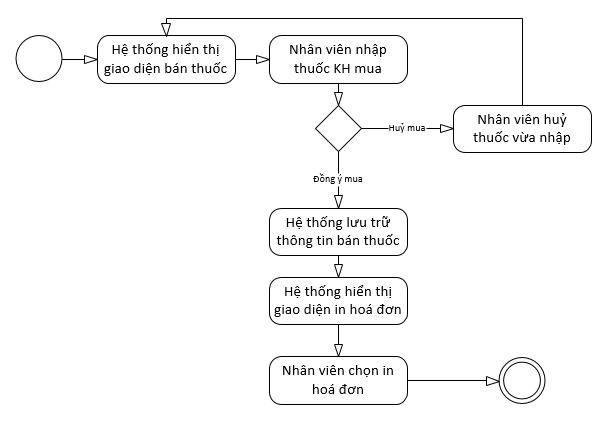 Hệ thống hiển thị
giao diện bán thuốc
Nhân viên nhập
thuốc KH mua
Huỷ mua
Nhân viên huỷ
thuốc vừa nhập
Đồng ý mua
Hệ thống lưu trữ
thông tin bán thuốc
Hệ thống hiển thị
giao diện in hoá đơn
Nhân viên chọn in
hoá đơn